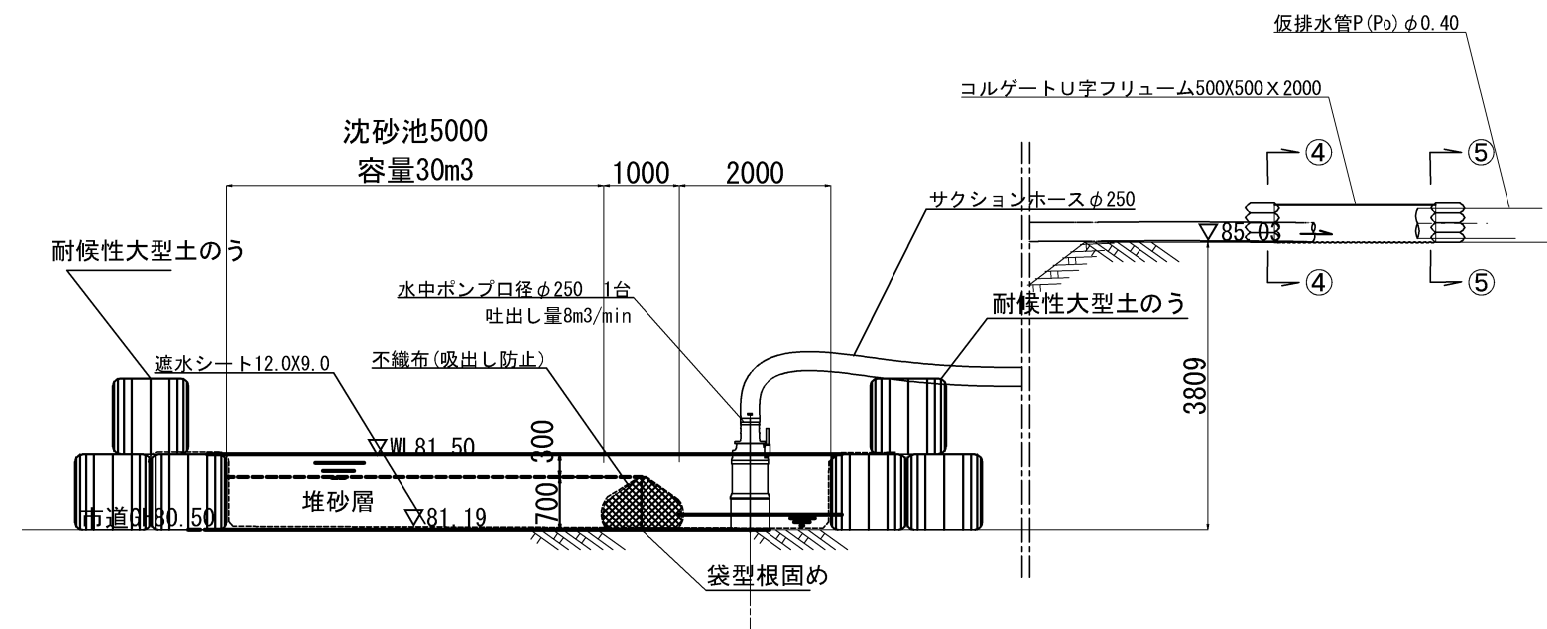 仮排水管P(Po)φ0.40
コルゲートU字フリューム500X500×2000
沈砂池5000
容量30m3
1000
2000
④
⑤
サクションホースφ250
85.03
耐候性大型土のう
水中ポンプ口径φ250 1台
吐出し量8m3/min
④
⑤
耐候性大型土のう
遮水シート12.0X9.0
不織布(吸出し防止)
3809
WL81.50
300
堆砂層
700
市道GH80.50
81.19
袋型根固め